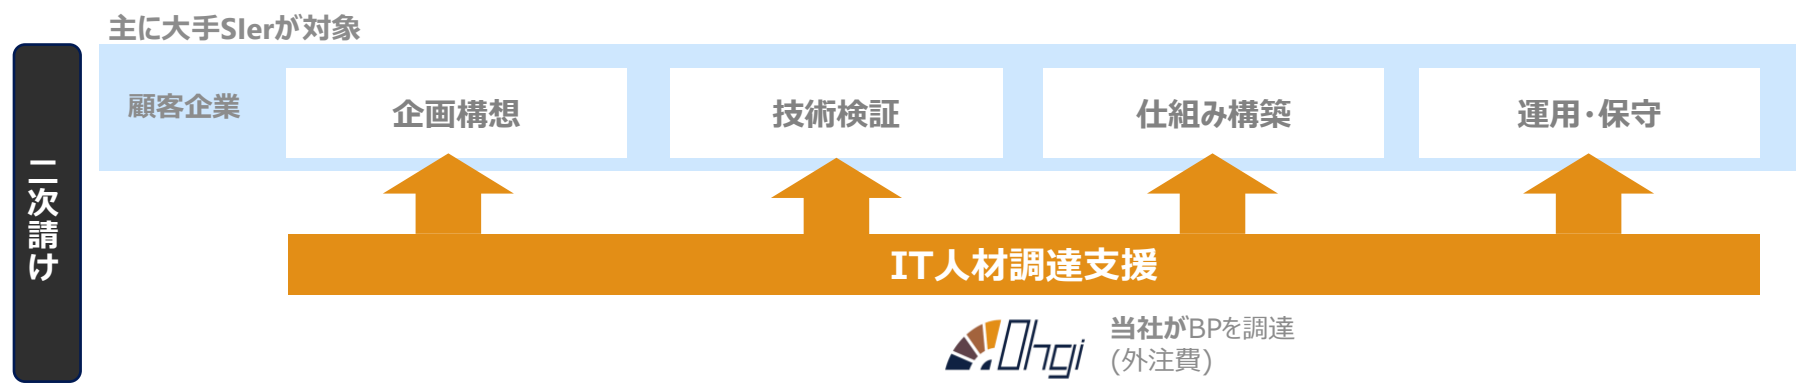 主に大手SIerが対象
二次請け
顧客企業
企画構想
技術検証
仕組み構築
運用・保守
IT人材調達支援
Ohgi
当社がBPを調達
(外注費)